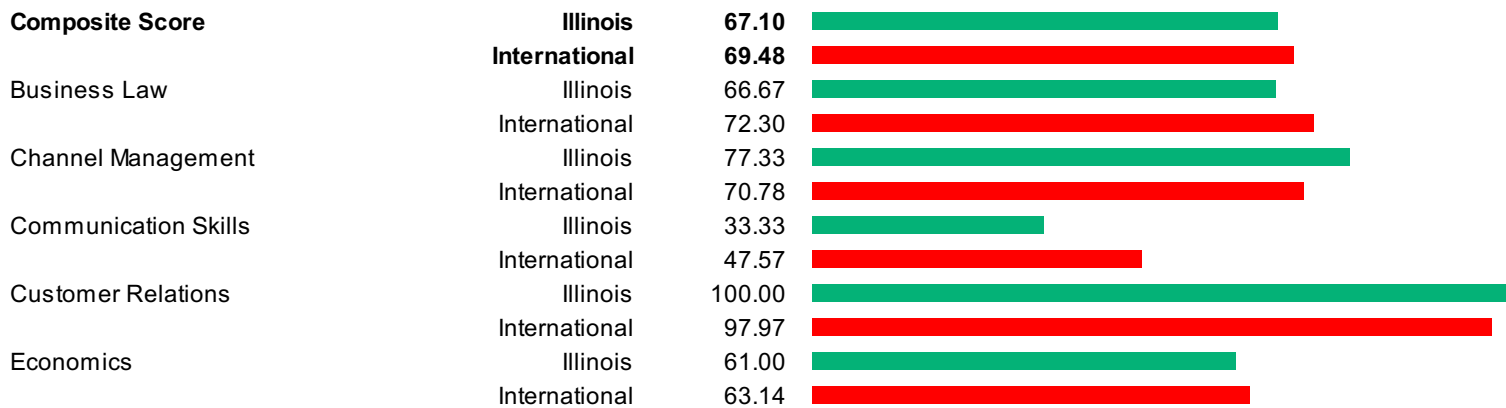 Composite Score Illinois 67.10
International 69.48
Business Law Illinois 66.67
International 72.30
Channel Management Illinois 77.33
International 70.78
Communication Skills Illinois 33.33
International 47.57
Customer Relations Illinois 100.00
International 97.97
Economics Illinois 61.00
International 63.14